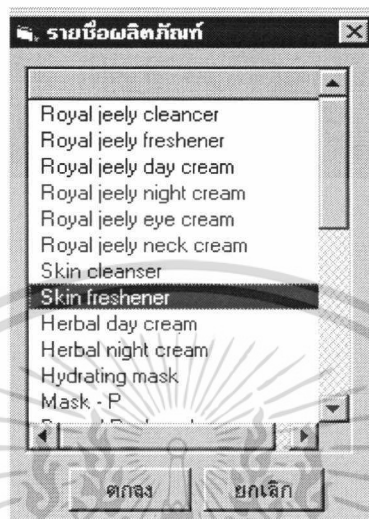 รายชื่อผลิตภัณฑ์
Royal jeely cleancer
Royal jeely freshener
Royal jeely day cream
Royal jeely night cream
Royal jeely eye cream
Royal jeely neck cream
Skin cleanser
Skin freshener
Herbal day cream
Herbal night cream
Hydrating mask
Mask - P
ตกลง
ยกเลิก